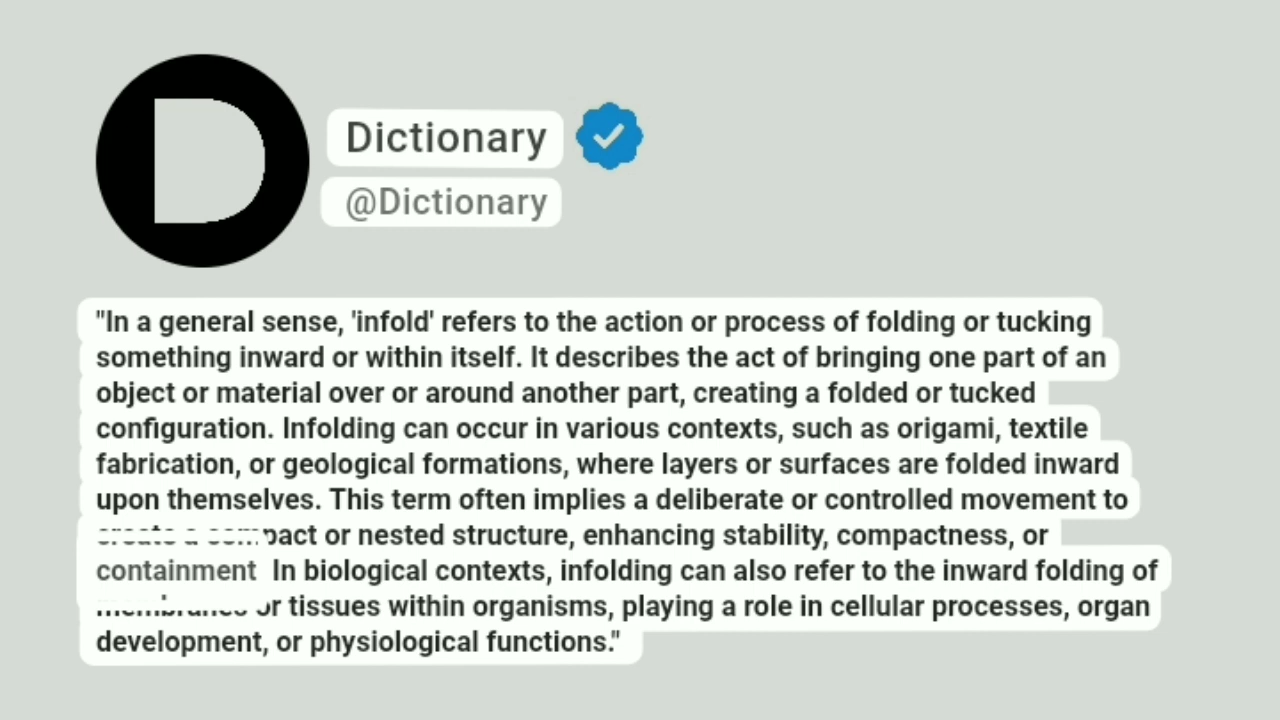 D
Dictionary
@Dictionary
"In a general sense, 'infold' refers to the action or process of folding or tucking
something inward or within itself. It describes the act of bringing one part of an
object or material over or around another part, creating a folded or tucked
configuration. Infolding can occur in various contexts, such as origami, textile
fabrication, or geological formations, where layers or surfaces are folded inward
upon themselves. This term often implies a deliberate or controlled movement to
create a compact or nested structure, enhancing stability, compactness, or
containment In biological contexts, infolding can also refer to the inward folding of
membranes or tissues within organisms, playing a role in cellular processes, organ
development, or physiological functions."